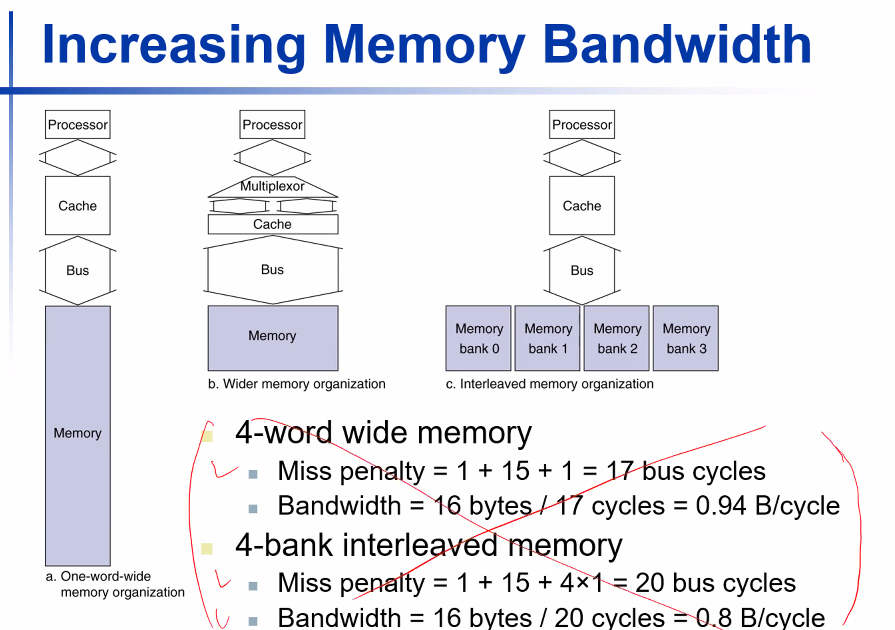 Increasing Memory Bandwidth
Processor
Cache
Bus
Memory
a. One-word-wide
memory organization
Processor
Multiplexor
Cache
Bus
Memory
b. Wider memory organization
Processor
Cache
Bus
Memory bank 0
Memory bank 1
Memory bank 2
Memory bank 3
c. Interleaved memory organization
4-word wide memory
Miss penalty = 1 + 15 + 1 = 17 bus cycles
Bandwidth = 16 bytes / 17 cycles = 0.94 B/cycle
4-bank interleaved memory
Miss penalty = 1 + 15 + 4×1 = 20 bus cycles
Bandwidth = 16 bytes / 20 cycles = 0.8 B/cycle